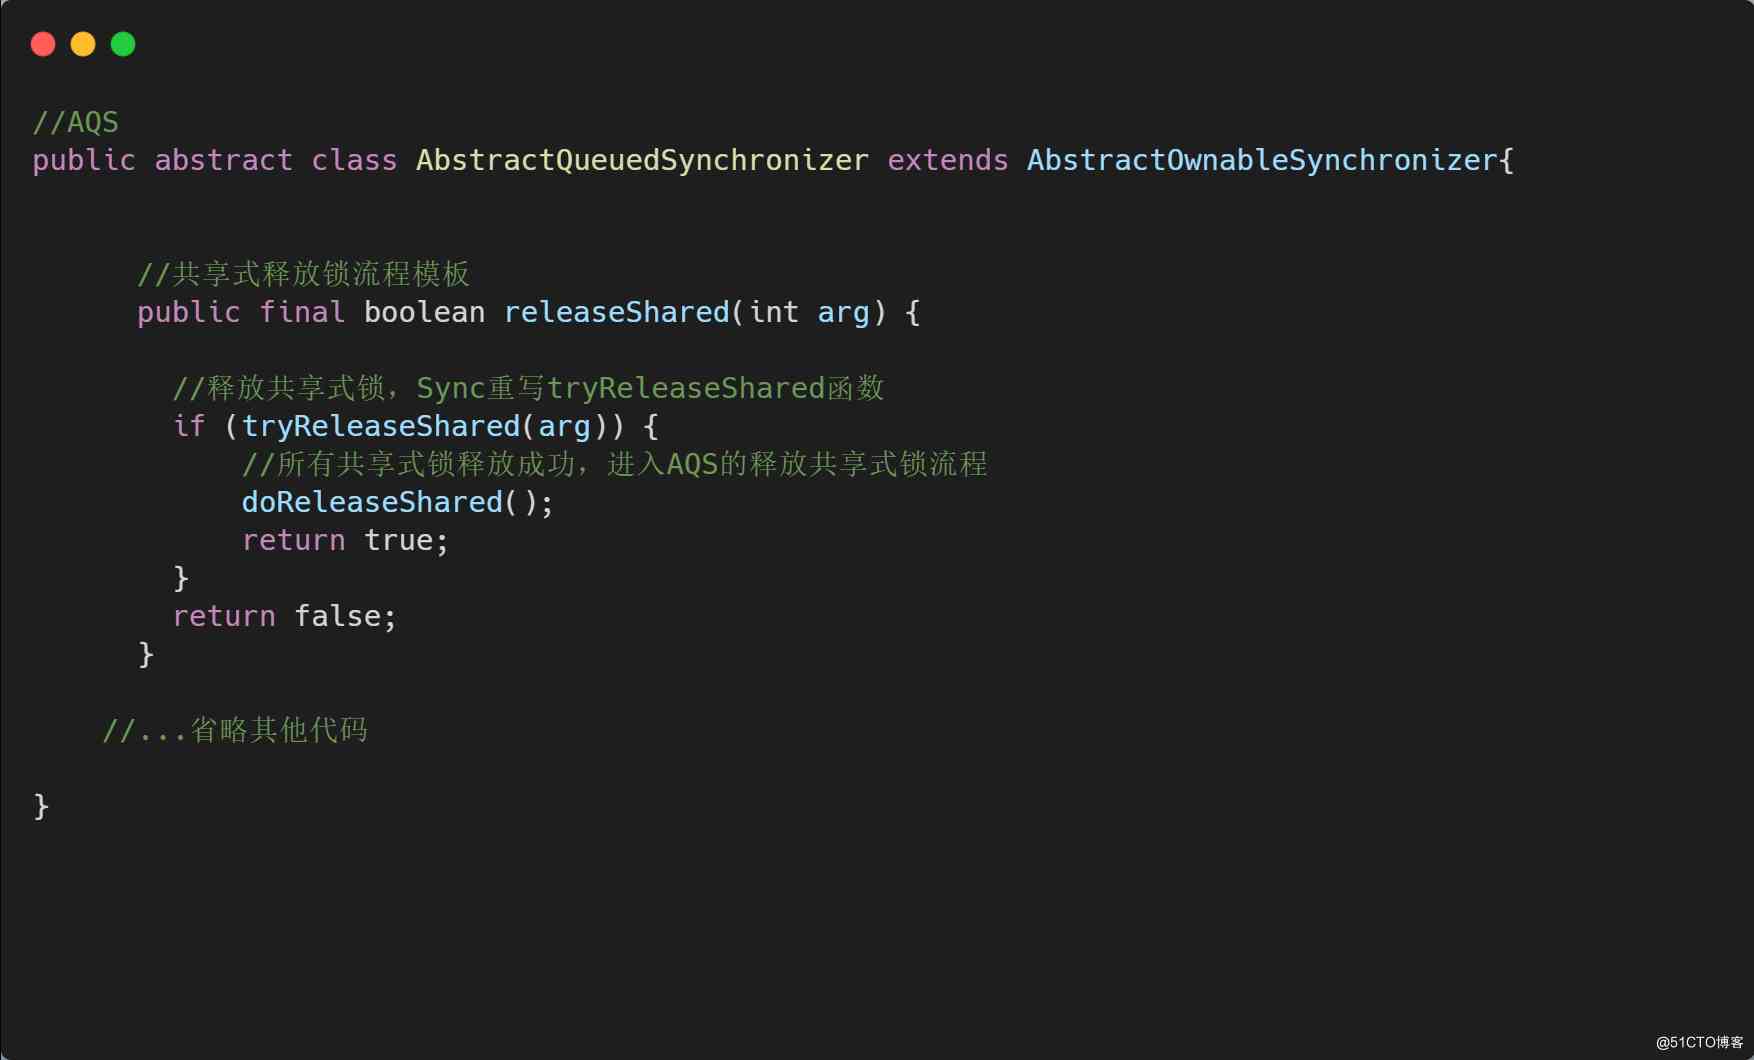 //AQS
public abstract class AbstractQueuedSynchronizer extends AbstractOwnableSynchronizer{
//共享式释放锁流程模板
public final boolean releaseShared(int arg) {
//释放共享式锁，Sync重写tryReleaseShared函数
if (tryReleaseShared(arg)) {
//所有共享式锁释放成功，进入AQS的释放共享式锁流程
doReleaseShared();
return true;
}
return false;
}
//...省略其他代码
}
@51CTO博客